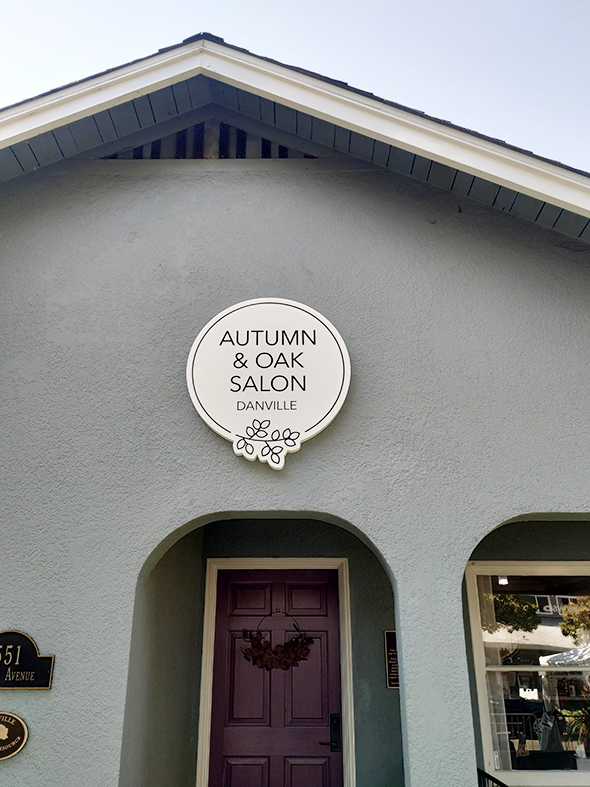 AUTUMN
& OAK
SALON
DANVILLE
551
AVENUE